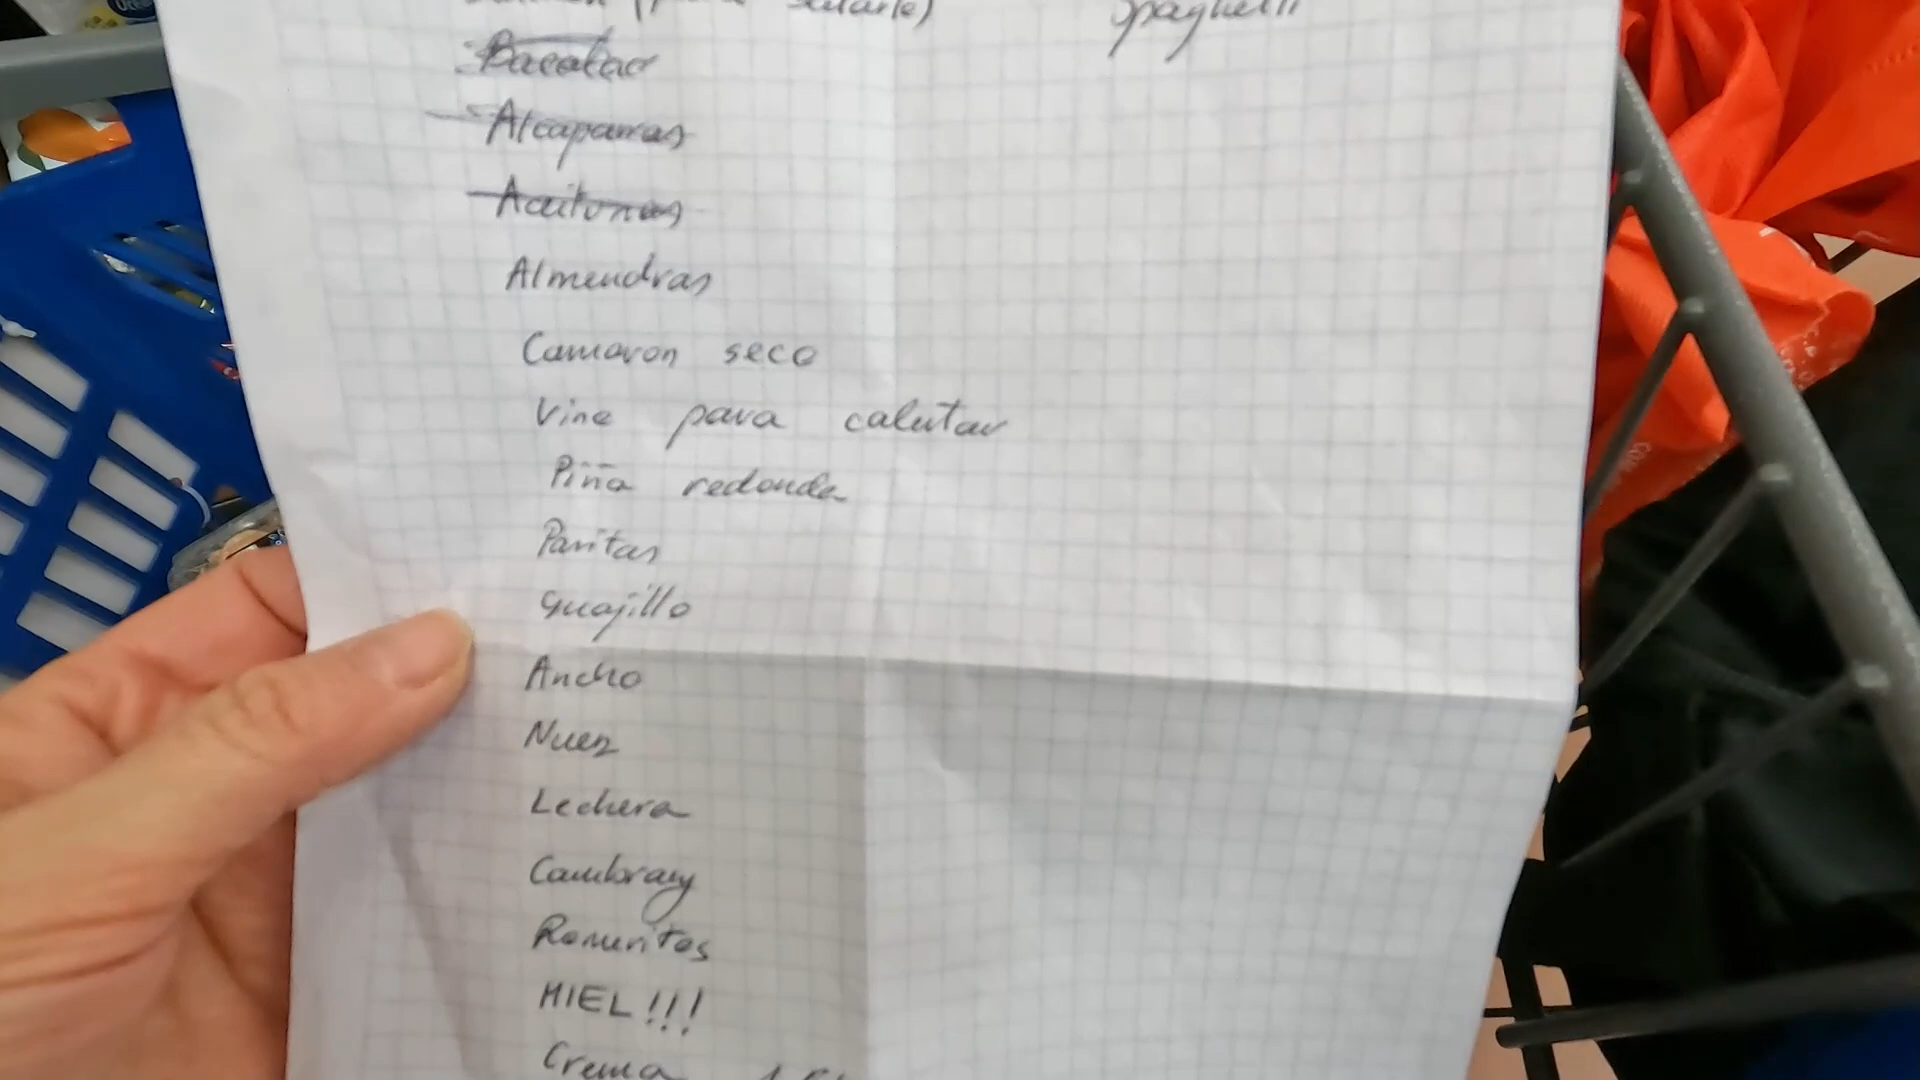 Spaghetti
Bacalao
Alcaparras
Aceitunas
Almendras
Camaron seco
Vino para calentar
Piña redonda
Pasitas
guajillo
Ancho
Nuez
Lechera
Cambray
Romeritos
MIEL!!!
Crema